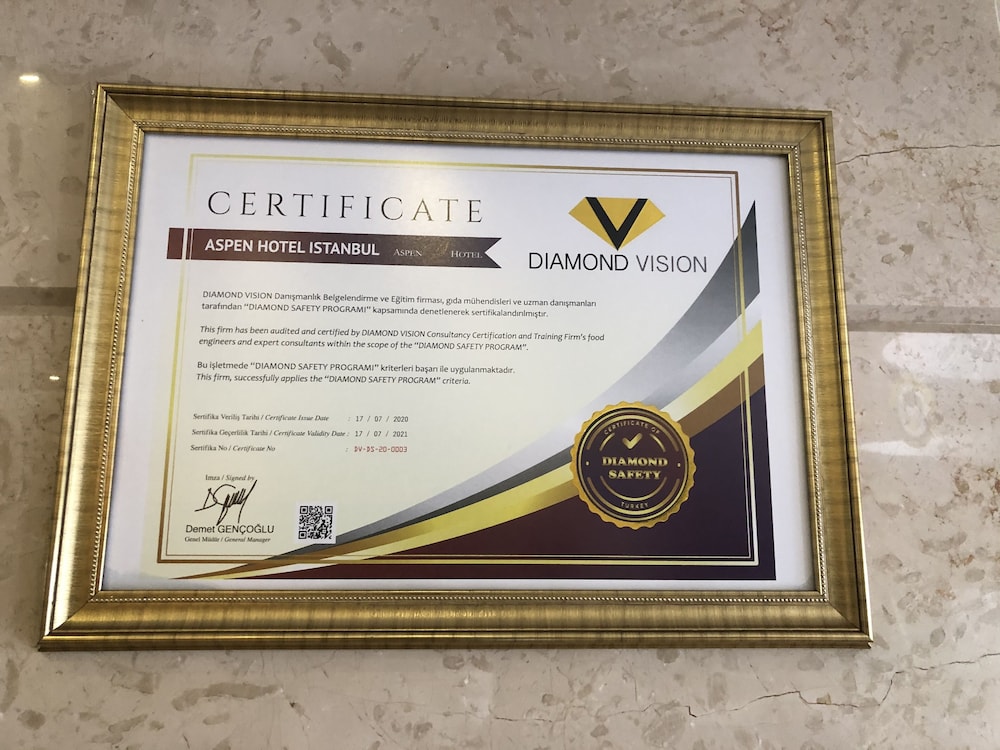 CERTIFICATE
ASPEN HOTEL ISTANBUL ASPEN HOTEL
DIAMOND VISION
DIAMOND VISION Danışmanlık Belgelendirme ve Eğitim firması, gıda mühendisleri ve uzman danışmanları
tarafından "DIAMOND SAFETY PROGRAMI" kapsamında denetlenerek sertifikalandırılmıştır.
This firm has been audited and certified by DIAMOND VISION Consultancy Certification and Training Firm's food
engineers and expert consultants within the scope of the "DIAMOND SAFETY PROGRAM".
Bu işletmede "DIAMOND SAFETY PROGRAMI" kriterleri başarı ile uygulanmaktadır.
This firm, successfully applies the "DIAMOND SAFETY PROGRAM" criteria.
Sertifika Veriliş Tarihi / Certificate Issue Date : 17 / 07 / 2020
Sertifika Geçerlilik Tarihi / Certificate Validity Date : 17 / 07 / 2021
Sertifika No / Certificate No : DV-DS-20-0003
CERTIFICATE OF
DIAMOND
SAFETY
TURKEY
İmza / Signed by
Demet GENÇOĞLU
Genel Müdür / General Manager